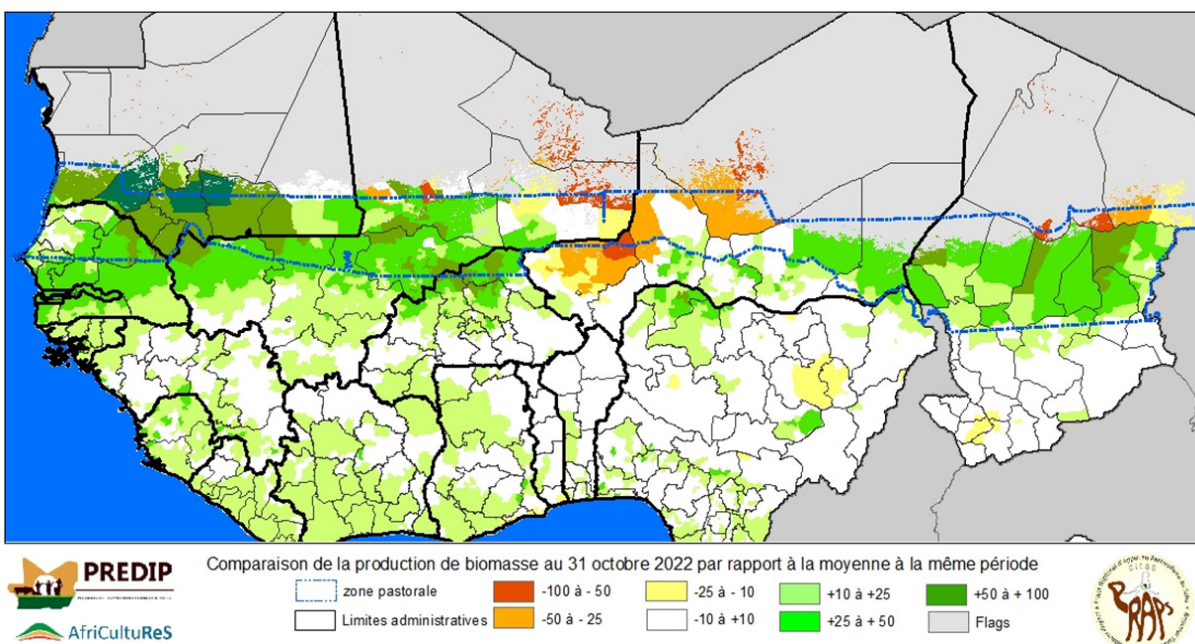 Comparaison de la production de biomasse au 31 octobre 2022 par rapport à la moyenne à la même période
zone pastorale
-100 à - 50
-25 à - 10
+10 à +25
+50 à + 100
Limites administratives
-50 à - 25
-10 à +10
+25 à + 50
Flags
PREDIP
AfriCultuReS
PRAPS